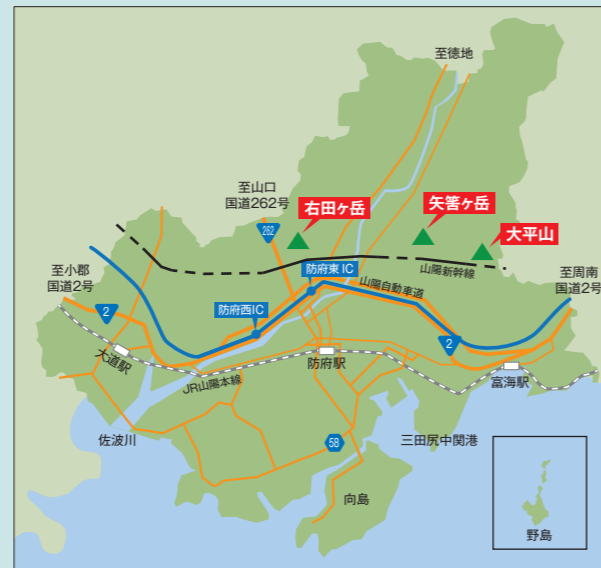 至徳地
至山口
国道262号
262
右田ヶ岳
矢筈ヶ岳
大平山
至小郡
国道2号
2
防府東IC
山陽新幹線
山陽自動車道
至周南
国道2号
防府西IC
2
大道駅
JR山陽本線
防府駅
富海駅
佐波川
58
三田尻中関港
向島
野島